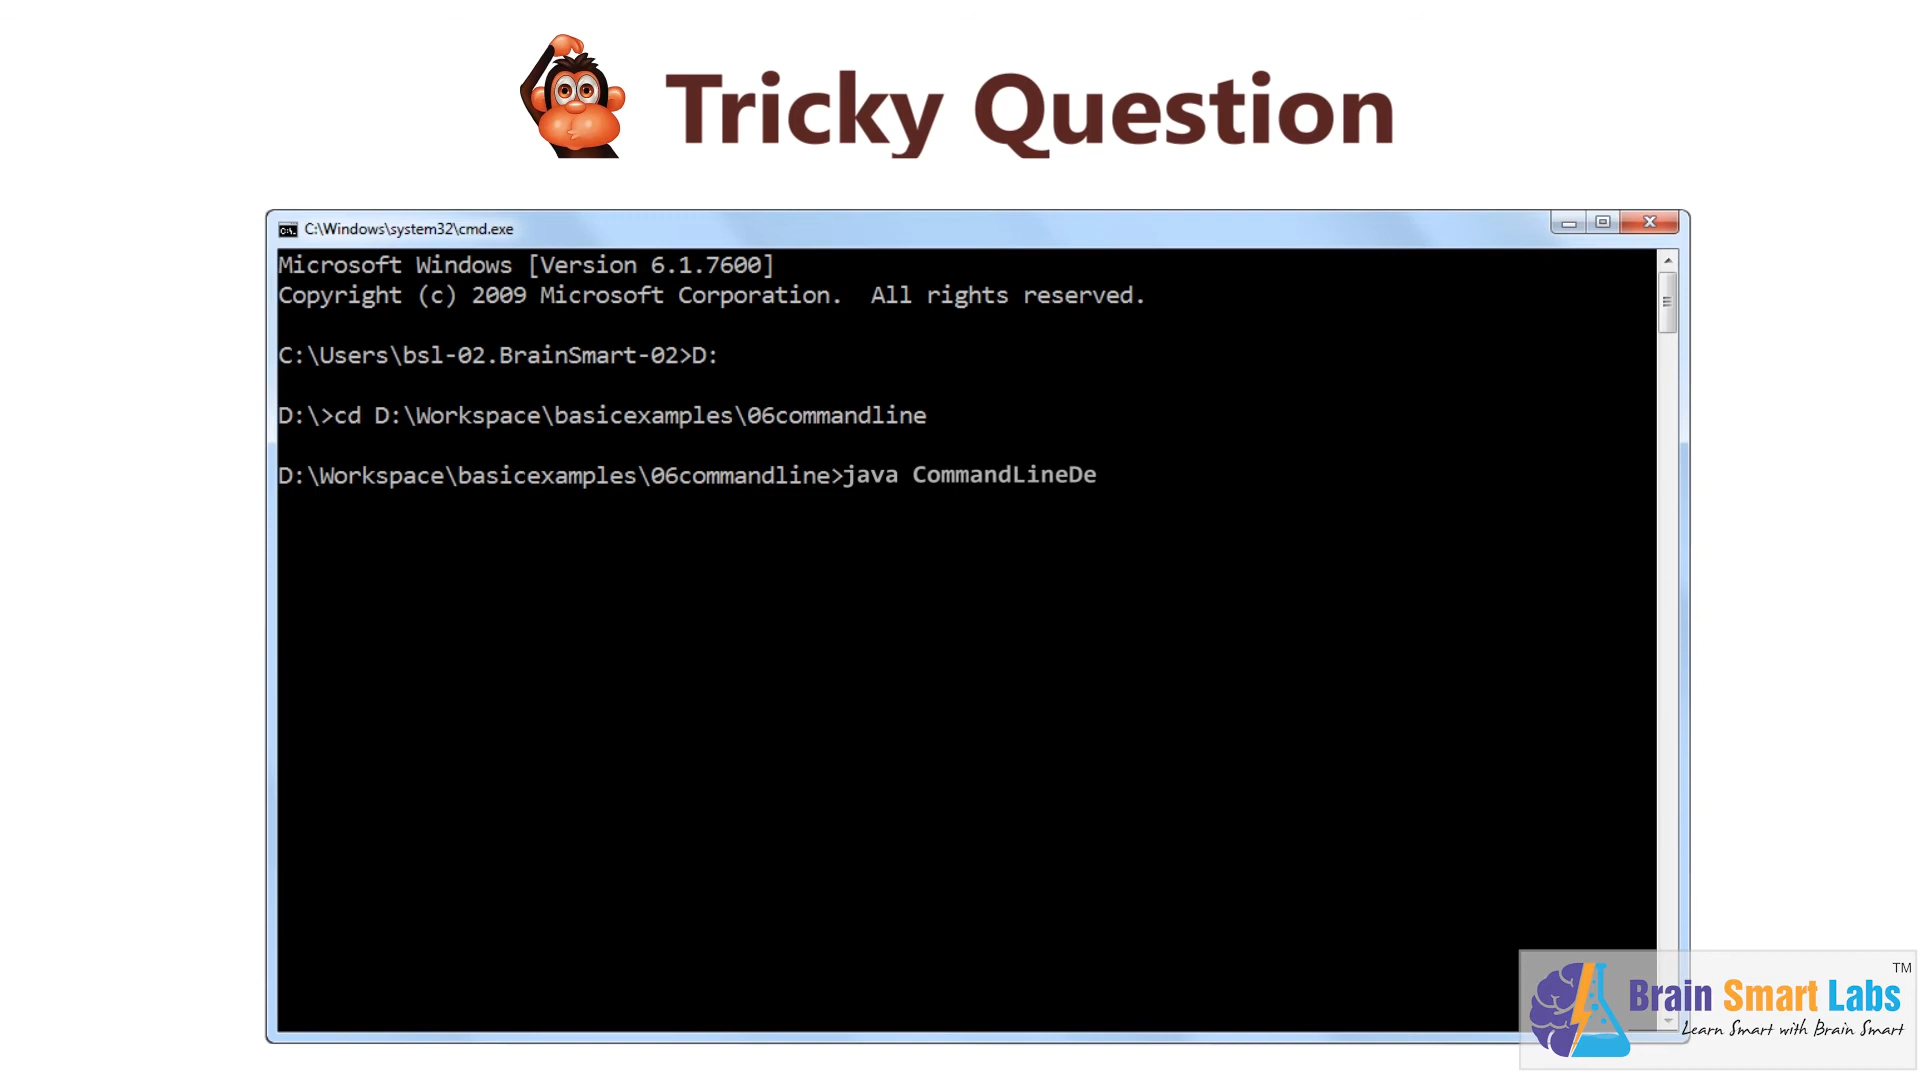 Tricky Question
C:\Windows\system32\cmd.exe
Microsoft Windows [Version 6.1.7600]
Copyright (c) 2009 Microsoft Corporation.  All rights reserved.
C:\Users\bsl-02.BrainSmart-02>D:
D:\>cd D:\Workspace\basicexamples\06commandline
D:\Workspace\basicexamples\06commandline>java CommandLineDe
Brain Smart Labs TM
Learn Smart with Brain Smart